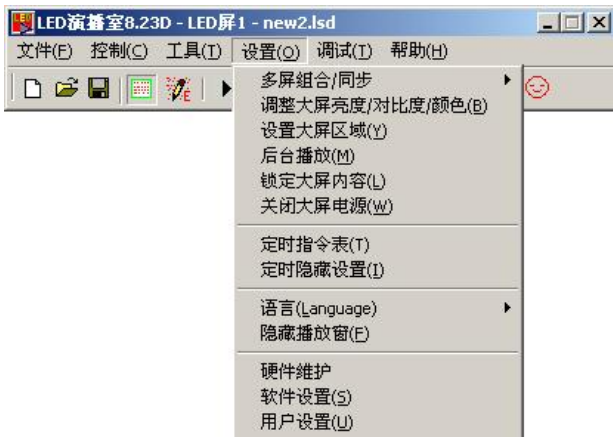 LED演播室8.23D - LED屏1 - new2.lsd
文件(F) 控制(C) 工具(T) 设置(O) 调试(T) 帮助(H)
多屏组合/同步
调整大屏亮度/对比度/颜色(B)
设置大屏区域(Y)
后台播放(M)
锁定大屏内容(L)
关闭大屏电源(W)
定时指令表(T)
定时隐藏设置(I)
语言(Language)
隐藏播放窗(F)
硬件维护
软件设置(S)
用户设置(U)